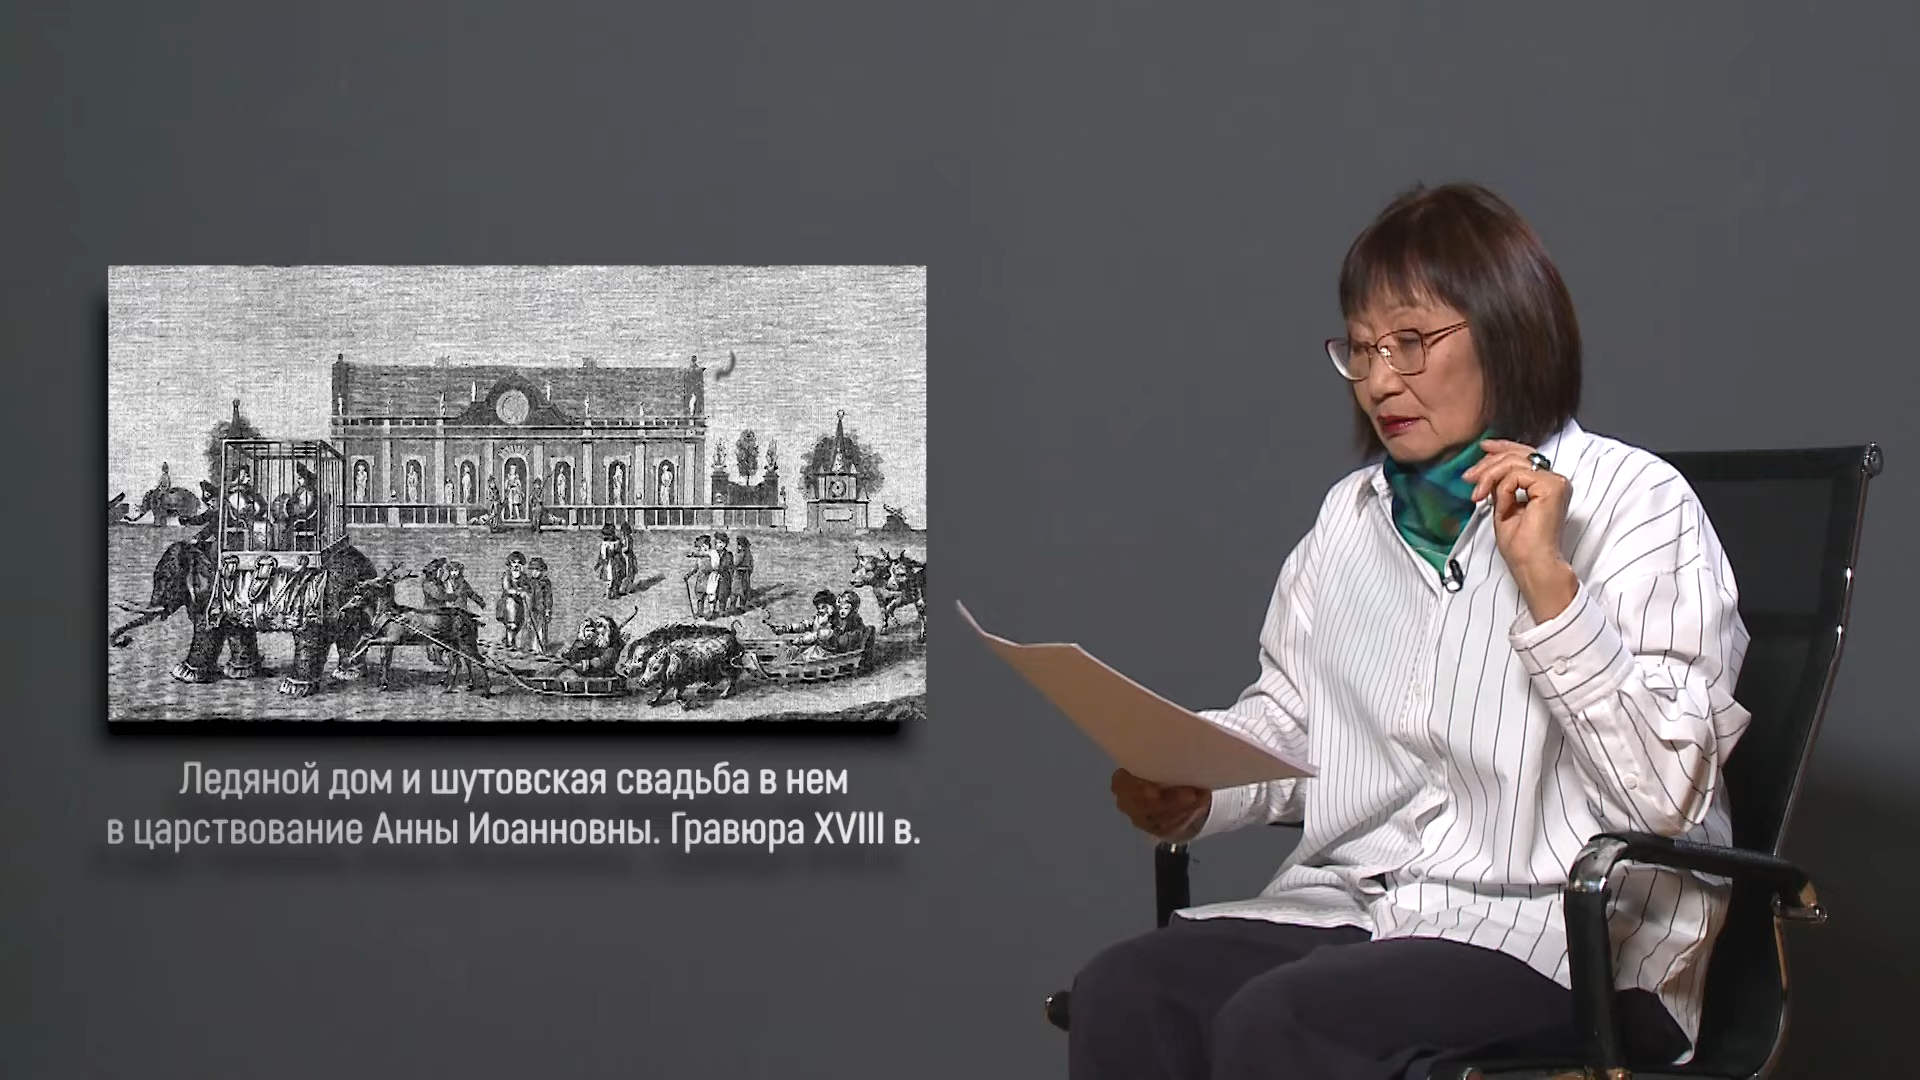 Ледяной дом и шутовская свадьба в нем
в царствование Анны Иоанновны. Гравюра XVIII в.